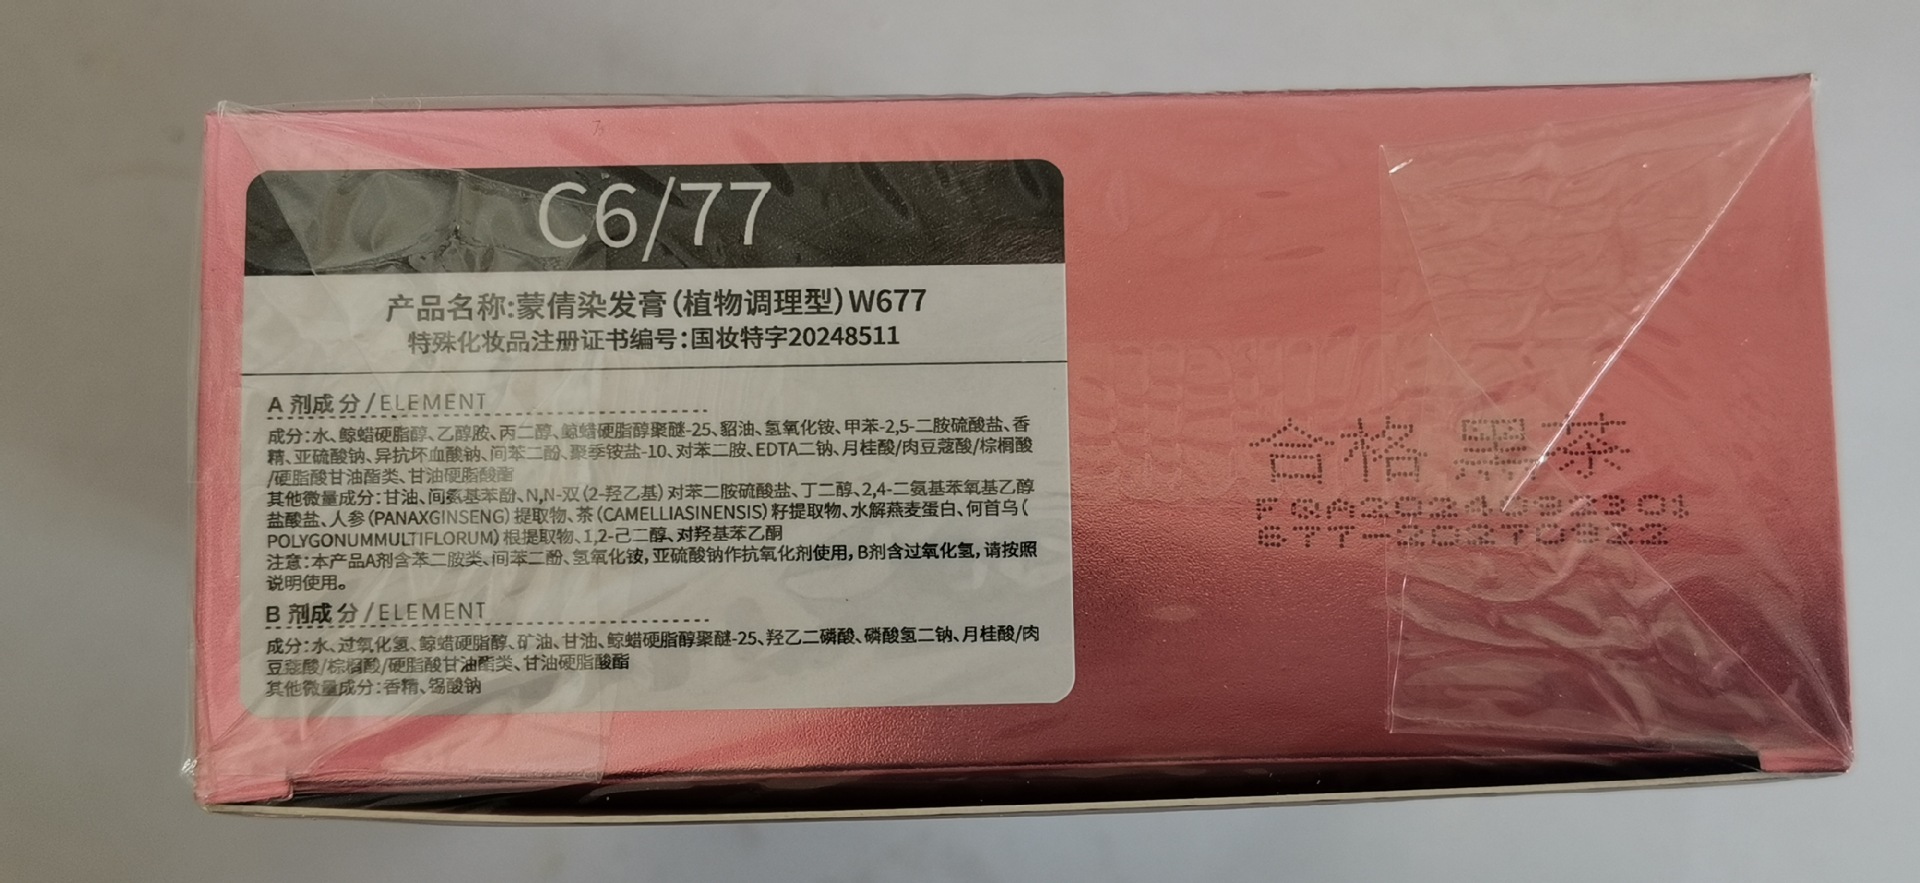 C6/77
产品名称:蒙倩染发膏(植物调理型)W677
特殊化妆品注册证书编号:国妆特字20248511
A 剂成分/ELEMENT
成分:水、鲸蜡硬脂醇、乙醇胺、丙二醇、鲸蜡硬脂醇聚醚-25、貂油、氢氧化铵、甲苯-2,5-二胺硫酸盐、香
精、亚硫酸钠、异抗坏血酸钠、间苯二酚、聚季铵盐-10、对苯二胺、EDTA二钠、月桂酸/肉豆蔻酸/棕榈酸
/硬脂酸甘油酯类、甘油硬脂酸酯
其他微量成分:甘油、间氨基苯酚、N,N-双(2-羟乙基)对苯二胺硫酸盐、丁二醇、2,4-二氨基苯氧基乙醇
盐酸盐、人参(PANAXGINSENG)提取物、茶(CAMELLIASINENSIS)籽提取物、水解燕麦蛋白、何首乌(
POLYGONUMMULTIFLORUM)根提取物、1,2-己二醇、对羟基苯乙酮
注意:本产品A剂含苯二胺类、间苯二酚、氢氧化铵,亚硫酸钠作抗氧化剂使用,B剂含过氧化氢,请按照
说明使用。
B 剂成分/ELEMENT
成分:水、过氧化氢、鲸蜡硬脂醇、矿油、甘油、鲸蜡硬脂醇聚醚-25、羟乙二磷酸、磷酸氢二钠、月桂酸/肉
豆蔻酸/棕榈酸/硬脂酸甘油酯类、甘油硬脂酸酯
其他微量成分:香精、锡酸钠
合格 黑茶
677-20270922